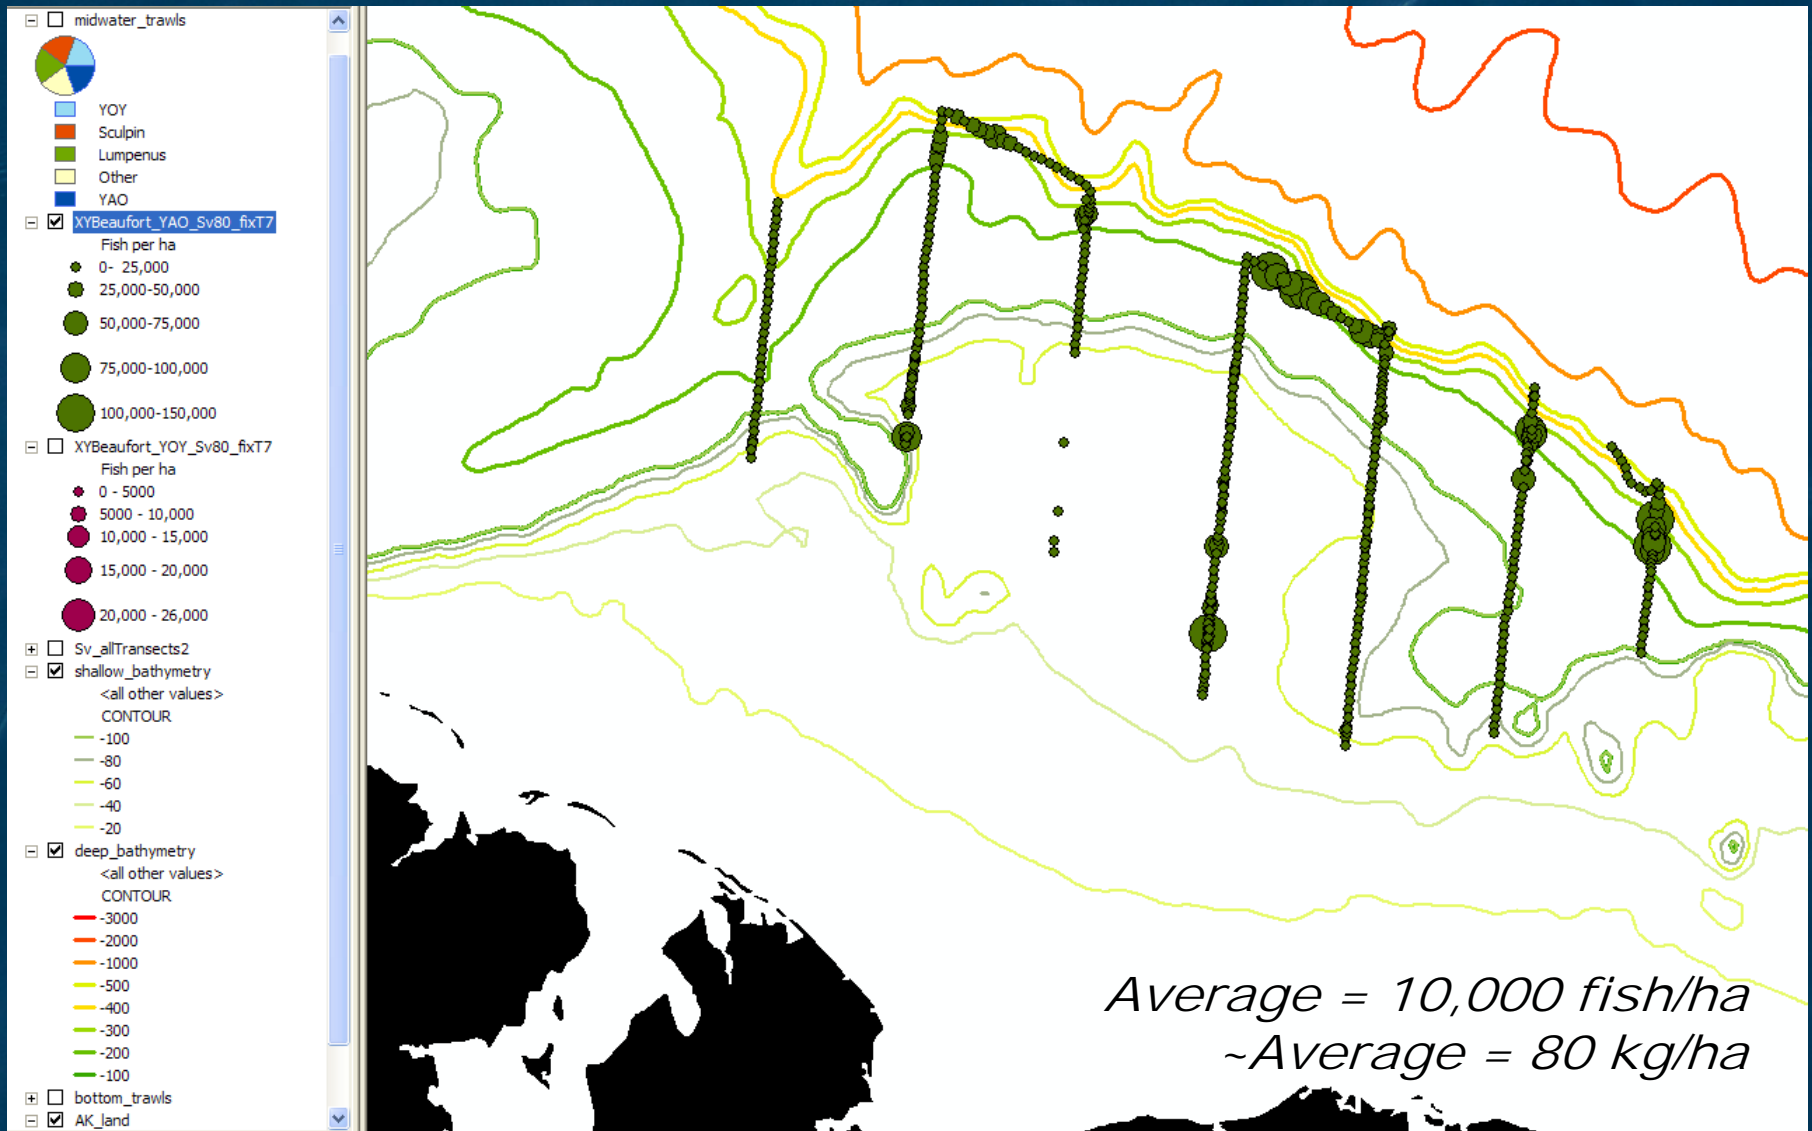 midwater_trawls
YOY
Sculpin
Lumpenus
Other
YAO
XYBeaufort_YAO_Sv80_fixT7
Fish per ha
0- 25,000
25,000-50,000
50,000-75,000
75,000-100,000
100,000-150,000
XYBeaufort_YOY_Sv80_fixT7
Fish per ha
0 - 5000
5000 - 10,000
10,000 - 15,000
15,000 - 20,000
20,000 - 26,000
Sv_allTransects2
shallow_bathymetry
<all other values>
CONTOUR
-100
-80
-60
-40
-20
deep_bathymetry
<all other values>
CONTOUR
-3000
-2000
-1000
-500
-400
-300
-200
-100
bottom_trawls
AK_land
Average = 10,000 fish/ha
~Average = 80 kg/ha